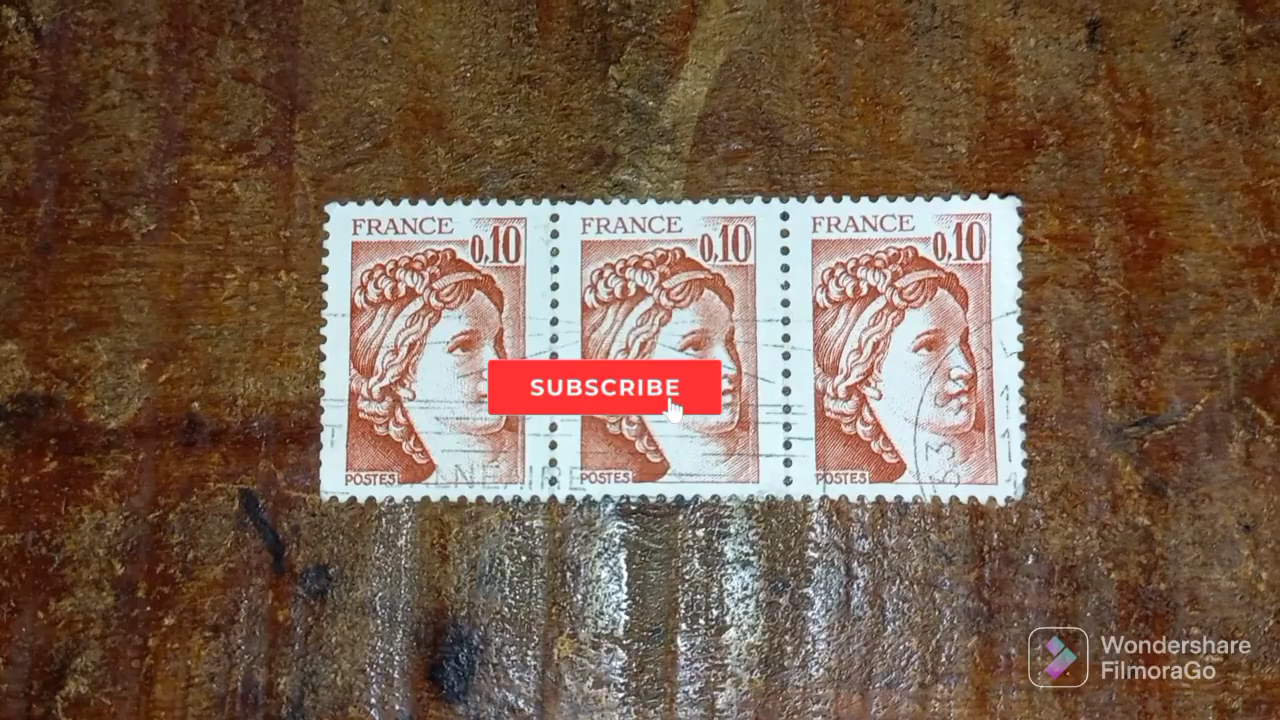 FRANCE FRANCE FRANCE
0,10 0,10 0,10
SUBSCRIBE
POSTES POSTES POSTES
Wondershare
FilmoraGo